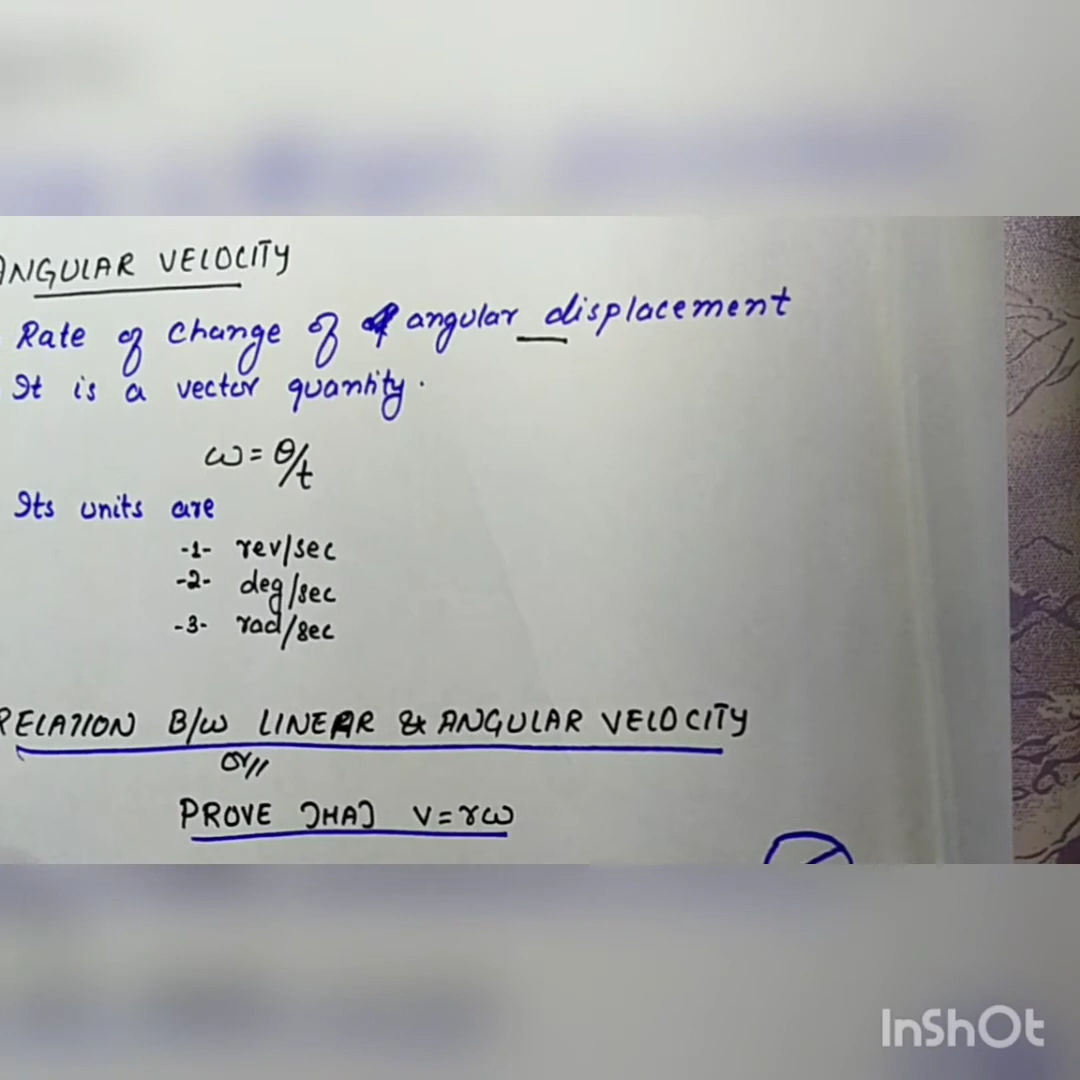 ANGULAR VELOCITY
Rate of change of angular displacement
It is a vector quantity.
ω = θ/t
Its units are
-1- rev/sec
-2- deg/sec
-3- rad/sec
RELATION B/W LINEAR & ANGULAR VELOCITY
or//
PROVE THAT V=rω
InShOt